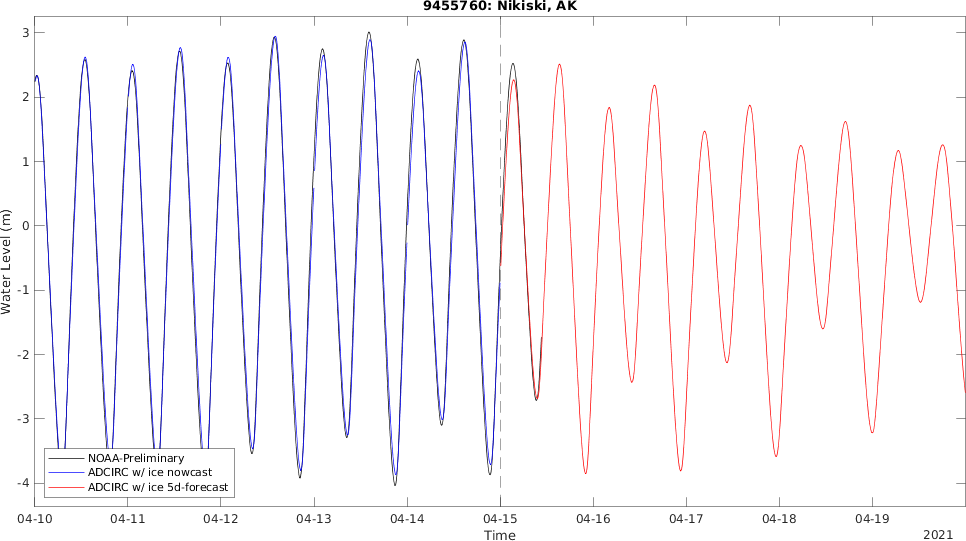 9455760: Nikiski, AK
Water Level (m)
3
2
1
0
-1
-2
-3
-4
NOAA-Preliminary
ADCIRC w/ ice nowcast
ADCIRC w/ ice 5d-forecast
04-10 04-11 04-12 04-13 04-14 04-15 04-16 04-17 04-18 04-19
Time
2021